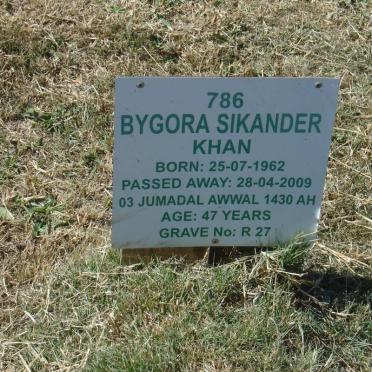 786
BYGORA SIKANDER
KHAN
BORN: 25-07-1962
PASSED AWAY: 28-04-2009
03 JUMADAL AWWAL 1430 AH
AGE: 47 YEARS
GRAVE No: R 27